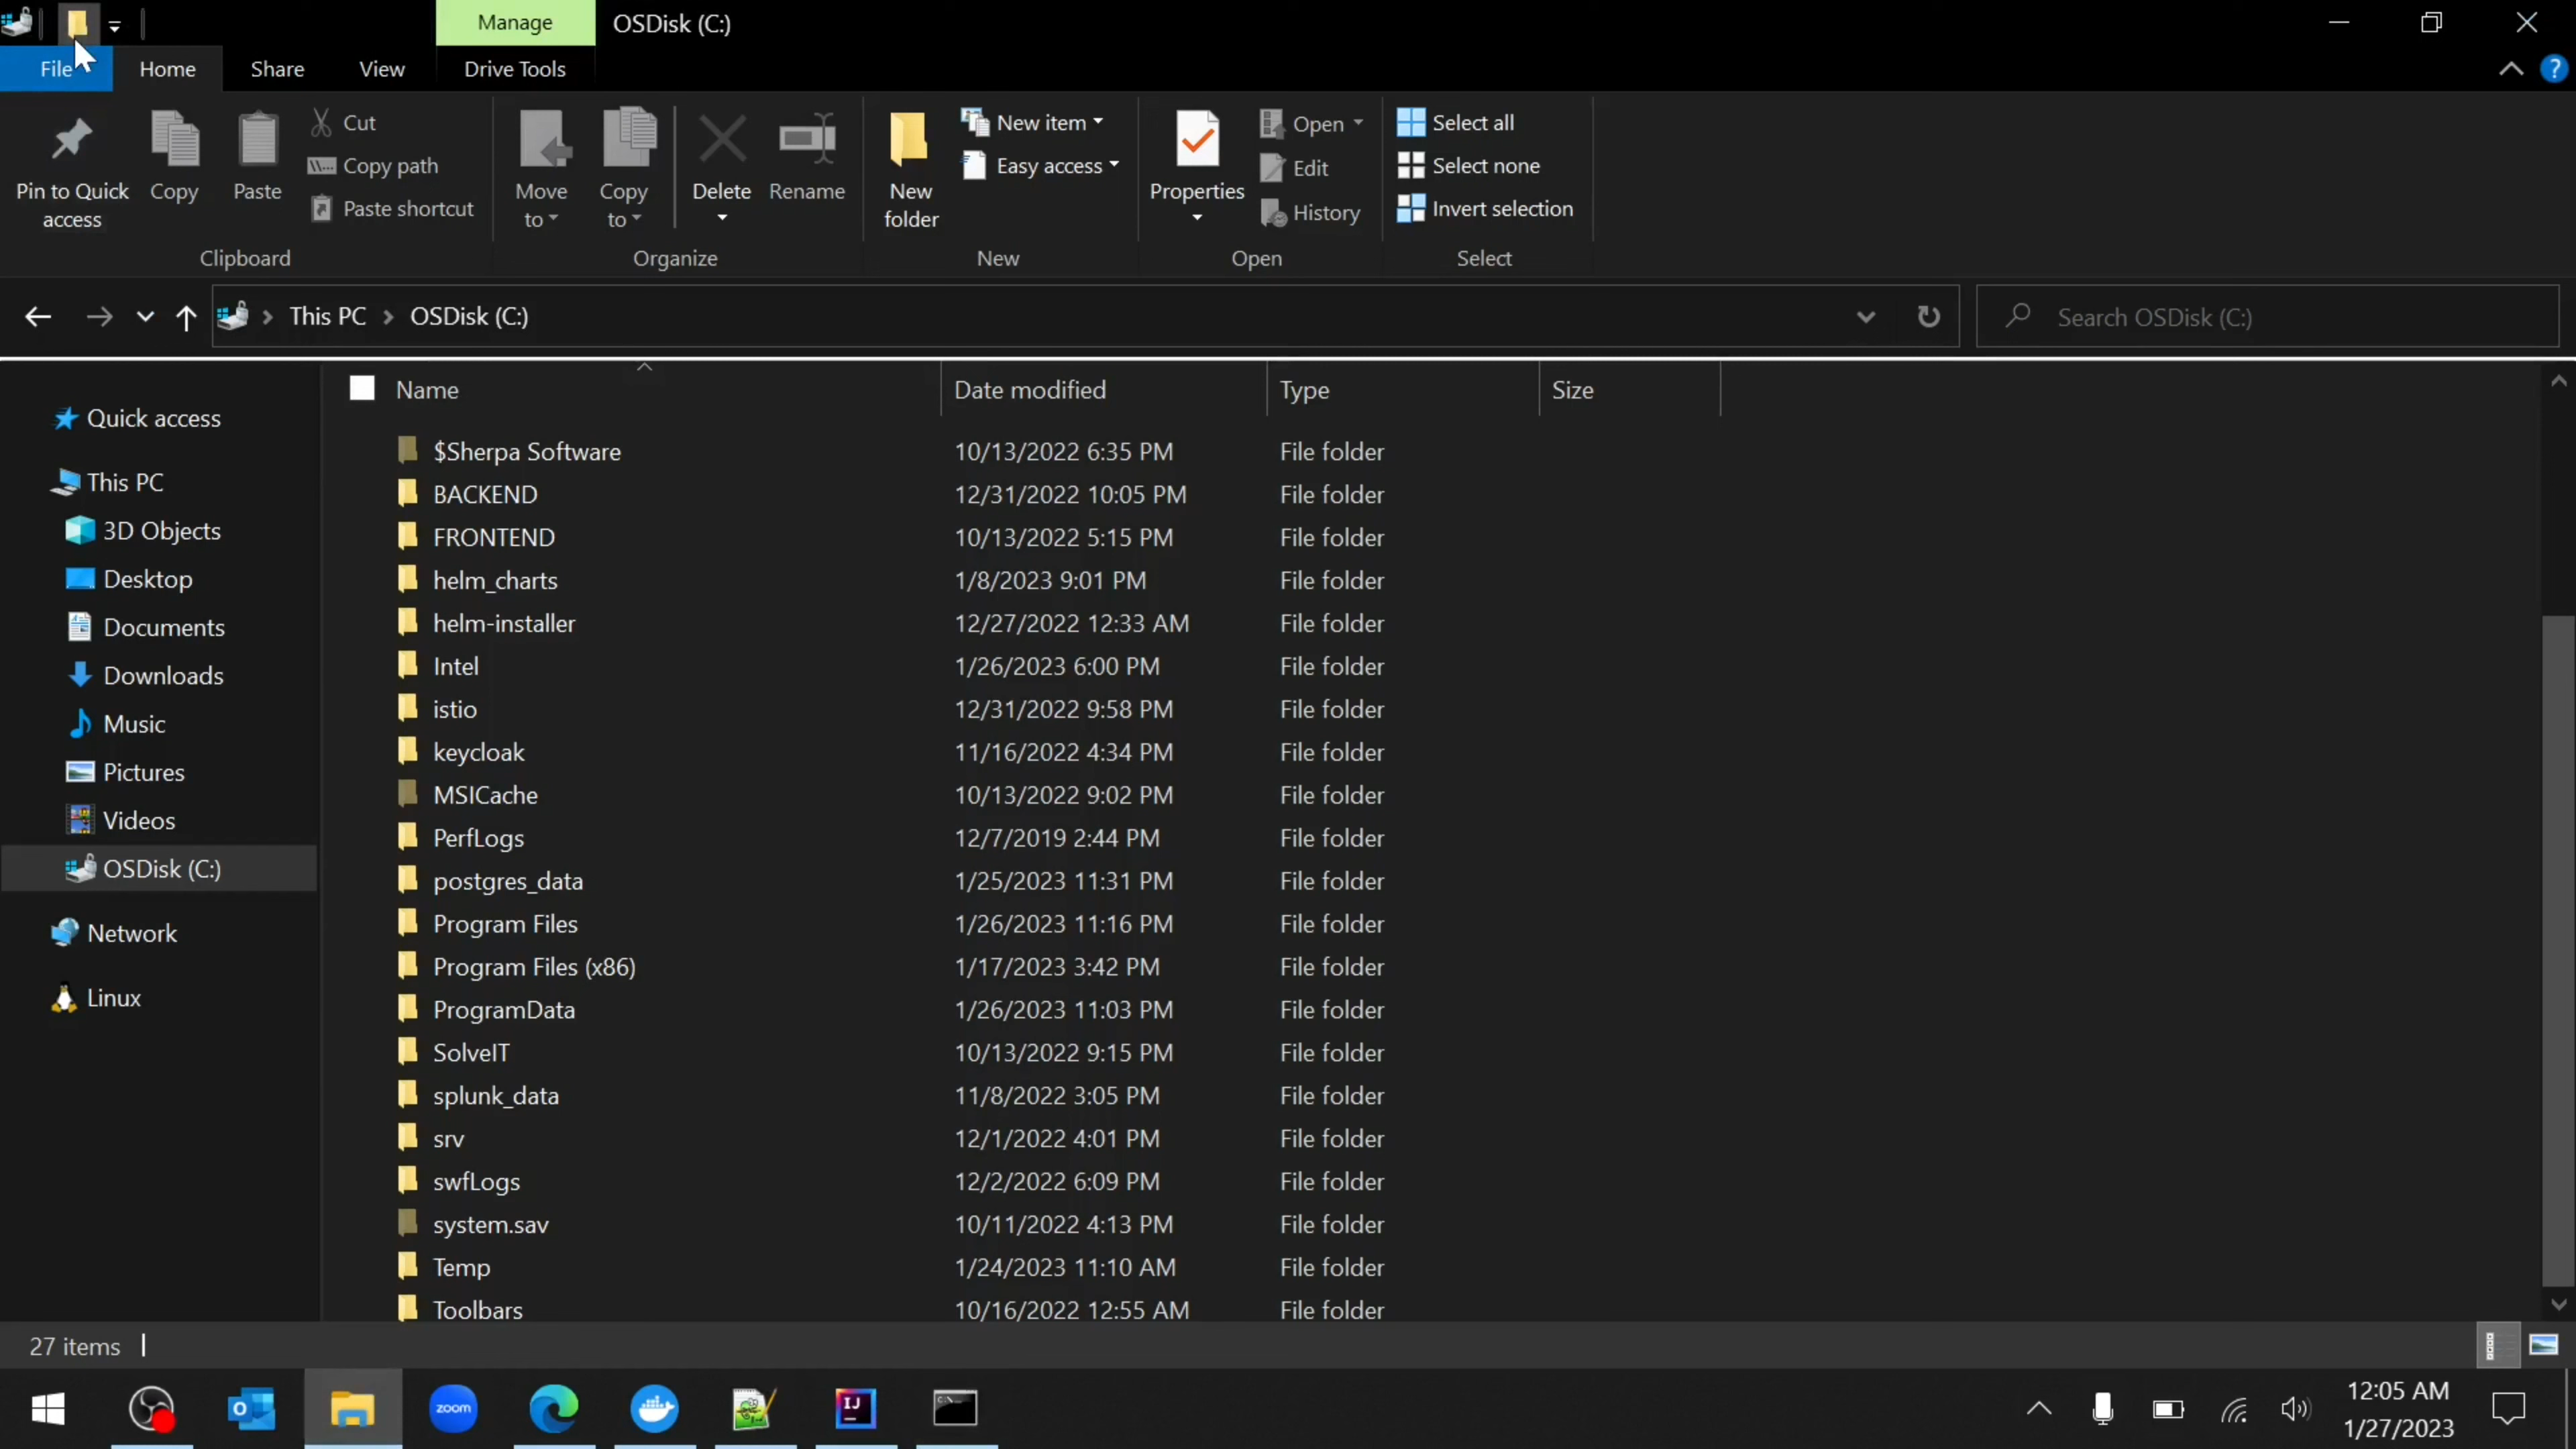 Manage
OSDisk (C:)
File
Home
Share
View
Drive Tools
Pin to Quick access
Copy
Paste
Cut
Copy path
Paste shortcut
Clipboard
Move to
Copy to
Delete
Rename
Organize
New folder
New item
Easy access
New
Properties
Open
Edit
History
Open
Select all
Select none
Invert selection
Select
This PC
OSDisk (C:)
Search OSDisk (C:)
Quick access
This PC
3D Objects
Desktop
Documents
Downloads
Music
Pictures
Videos
OSDisk (C:)
Network
Linux
Name Date modified Type Size
$Sherpa Software 10/13/2022 6:35 PM File folder
BACKEND 12/31/2022 10:05 PM File folder
FRONTEND 10/13/2022 5:15 PM File folder
helm_charts 1/8/2023 9:01 PM File folder
helm-installer 12/27/2022 12:33 AM File folder
Intel 1/26/2023 6:00 PM File folder
istio 12/31/2022 9:58 PM File folder
keycloak 11/16/2022 4:34 PM File folder
MSICache 10/13/2022 9:02 PM File folder
PerfLogs 12/7/2019 2:44 PM File folder
postgres_data 1/25/2023 11:31 PM File folder
Program Files 1/26/2023 11:16 PM File folder
Program Files (x86) 1/17/2023 3:42 PM File folder
ProgramData 1/26/2023 11:03 PM File folder
SolveIT 10/13/2022 9:15 PM File folder
splunk_data 11/8/2022 3:05 PM File folder
srv 12/1/2022 4:01 PM File folder
swfLogs 12/2/2022 6:09 PM File folder
system.sav 10/11/2022 4:13 PM File folder
Temp 1/24/2023 11:10 AM File folder
Toolbars 10/16/2022 12:55 AM File folder
27 items
zoom
IJ
12:05 AM
1/27/2023